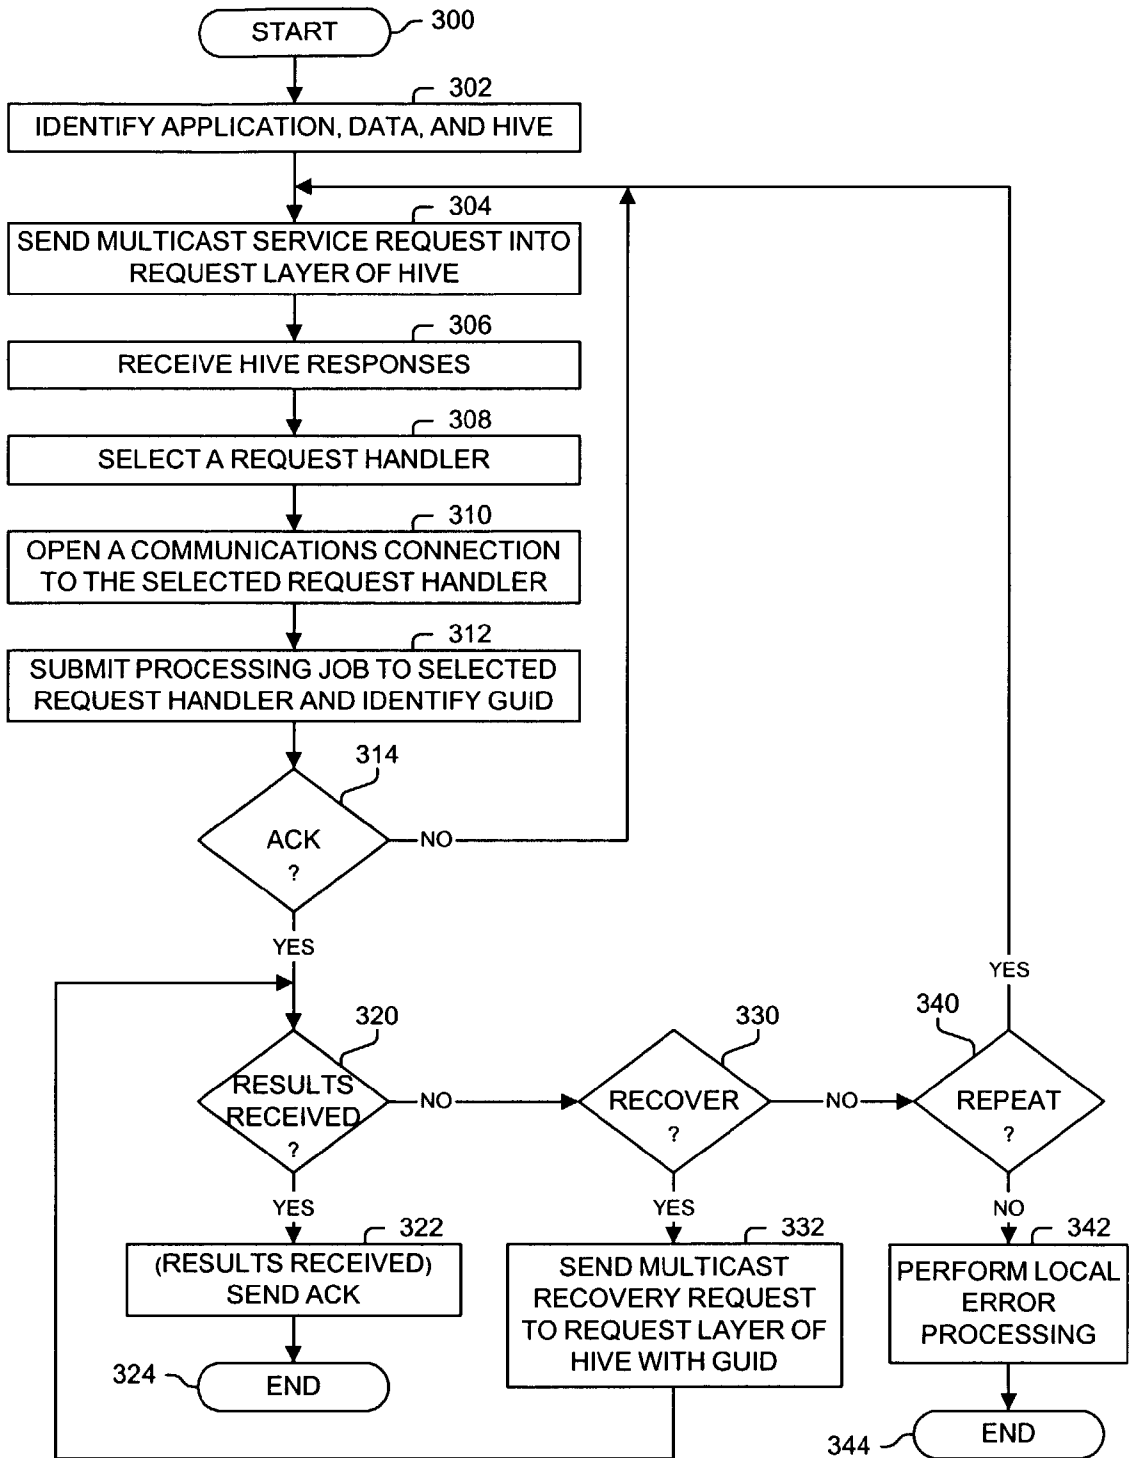 START
300
302
IDENTIFY APPLICATION, DATA, AND HIVE
304
SEND MULTICAST SERVICE REQUEST INTO
REQUEST LAYER OF HIVE
306
RECEIVE HIVE RESPONSES
308
SELECT A REQUEST HANDLER
310
OPEN A COMMUNICATIONS CONNECTION
TO THE SELECTED REQUEST HANDLER
312
SUBMIT PROCESSING JOB TO SELECTED
REQUEST HANDLER AND IDENTIFY GUID
314
ACK
?
NO
YES
YES
320
RESULTS
RECEIVED
?
NO
330
RECOVER
?
NO
340
REPEAT
?
YES
YES
NO
322
(RESULTS RECEIVED)
SEND ACK
324
END
332
SEND MULTICAST
RECOVERY REQUEST
TO REQUEST LAYER OF
HIVE WITH GUID
342
PERFORM LOCAL
ERROR
PROCESSING
344
END